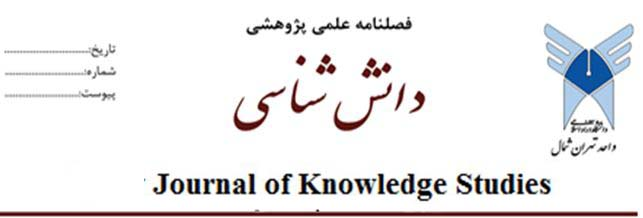 فصلنامه علمی پژوهشی
دانش شناسی
تاریخ:
شماره:
پیوست:
واحد تهران شمال
Journal of Knowledge Studies